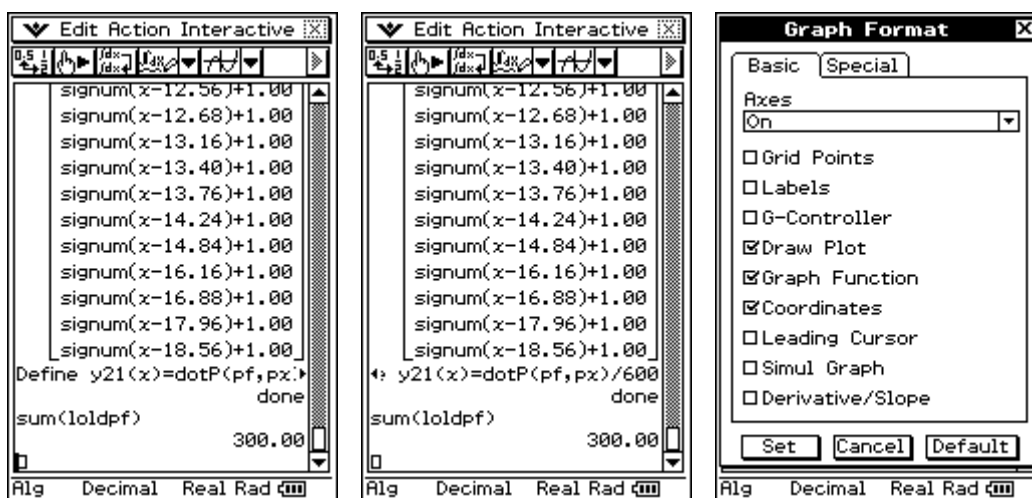 Edit Action Interactive
signum(x-12.56)+1.00
signum(x-12.68)+1.00
signum(x-13.16)+1.00
signum(x-13.40)+1.00
signum(x-13.76)+1.00
signum(x-14.24)+1.00
signum(x-14.84)+1.00
signum(x-16.16)+1.00
signum(x-16.88)+1.00
signum(x-17.96)+1.00
signum(x-18.56)+1.00
Define y21(x)=dotP(pf,px)
done
sum(loldpf)
300.00
Alg Decimal Real Rad
Edit Action Interactive
signum(x-12.56)+1.00
signum(x-12.68)+1.00
signum(x-13.16)+1.00
signum(x-13.40)+1.00
signum(x-13.76)+1.00
signum(x-14.24)+1.00
signum(x-14.84)+1.00
signum(x-16.16)+1.00
signum(x-16.88)+1.00
signum(x-17.96)+1.00
signum(x-18.56)+1.00
y21(x)=dotP(pf,px)/600
done
sum(loldpf)
300.00
Alg Decimal Real Rad
Graph Format
Basic Special
Axes
On
Grid Points
Labels
G-Controller
Draw Plot
Graph Function
Coordinates
Leading Cursor
Simul Graph
Derivative/Slope
Set Cancel Default
Alg Decimal Real Rad